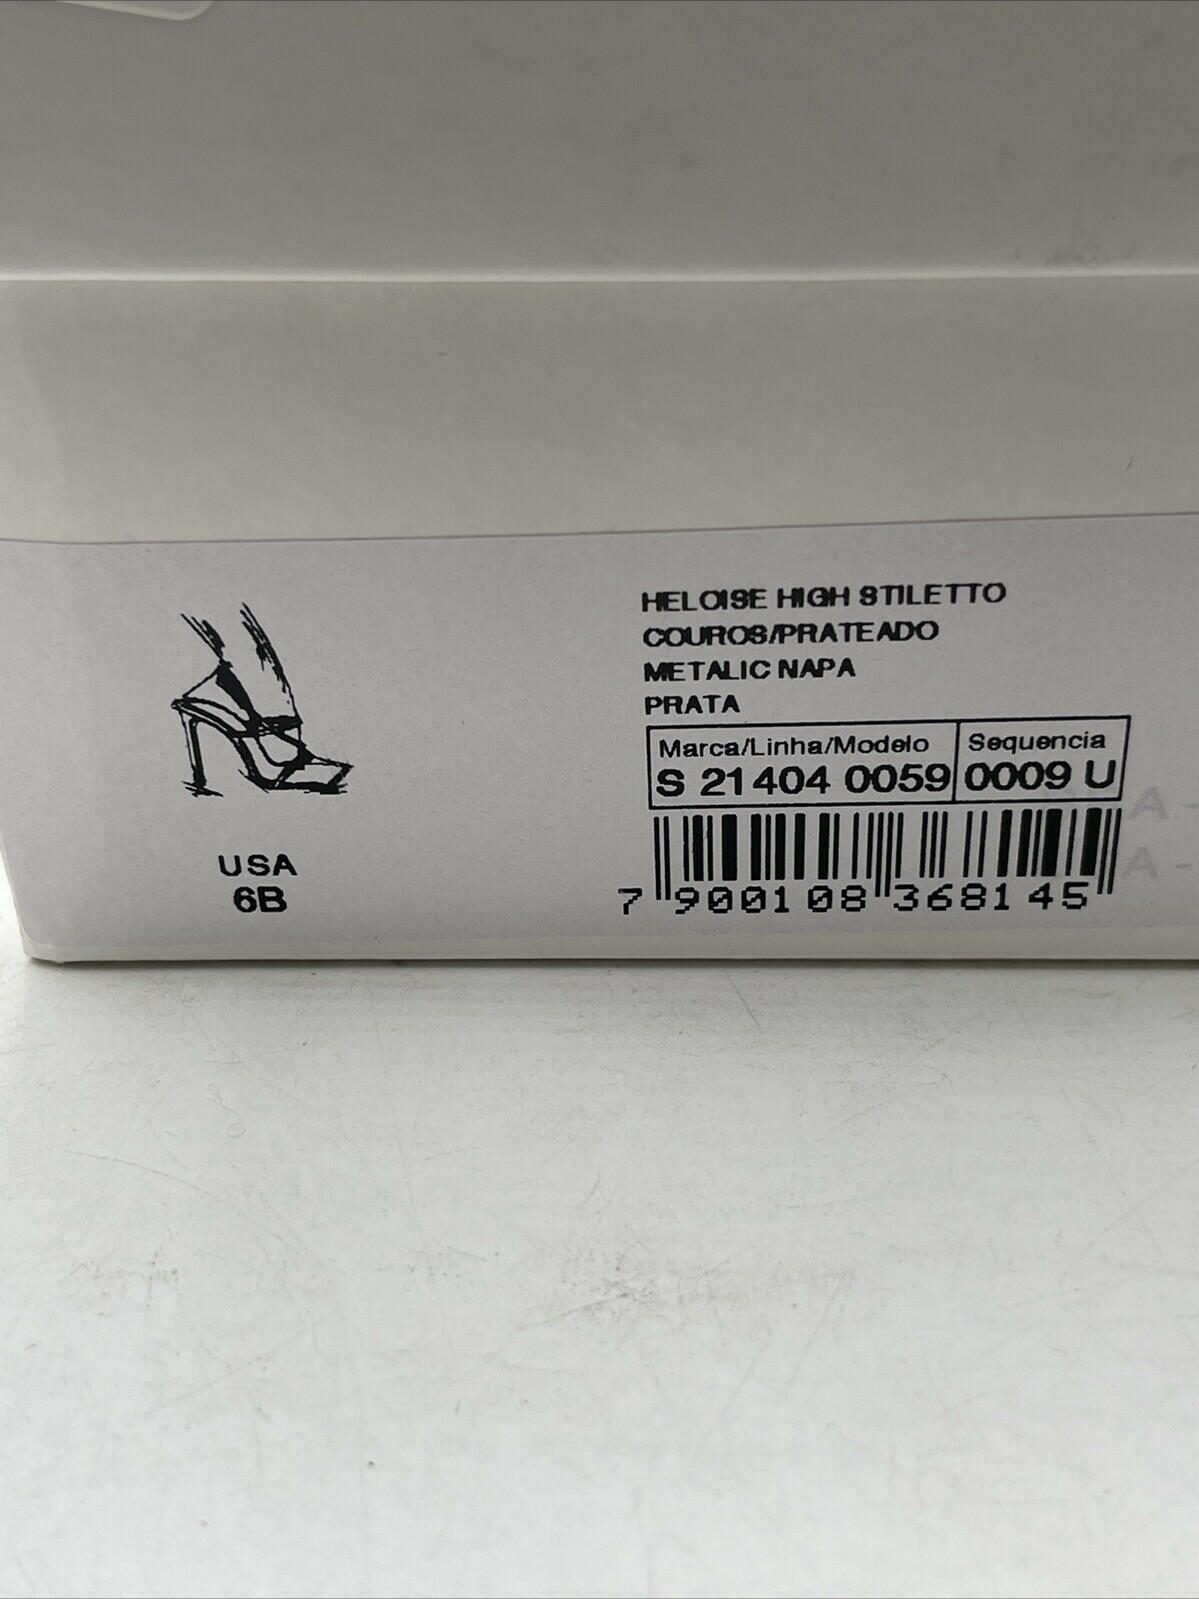 HELOISE HIGH STILETTO
COUROS/PRATEADO
METALIC NAPA
PRATA
Marca/Linha/Modelo Sequencia
S 21404 0059 0009 U
7 900108 368145
USA
6B